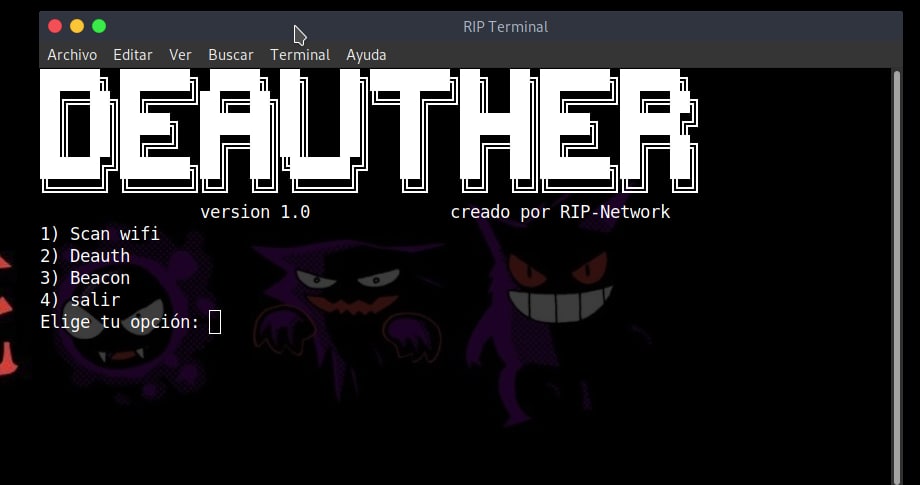 RIP Terminal
Archivo Editar Ver Buscar Terminal Ayuda
DEAUTHER
version 1.0 creado por RIP-Network
1) Scan wifi
2) Deauth
3) Beacon
4) salir
Elige tu opción: